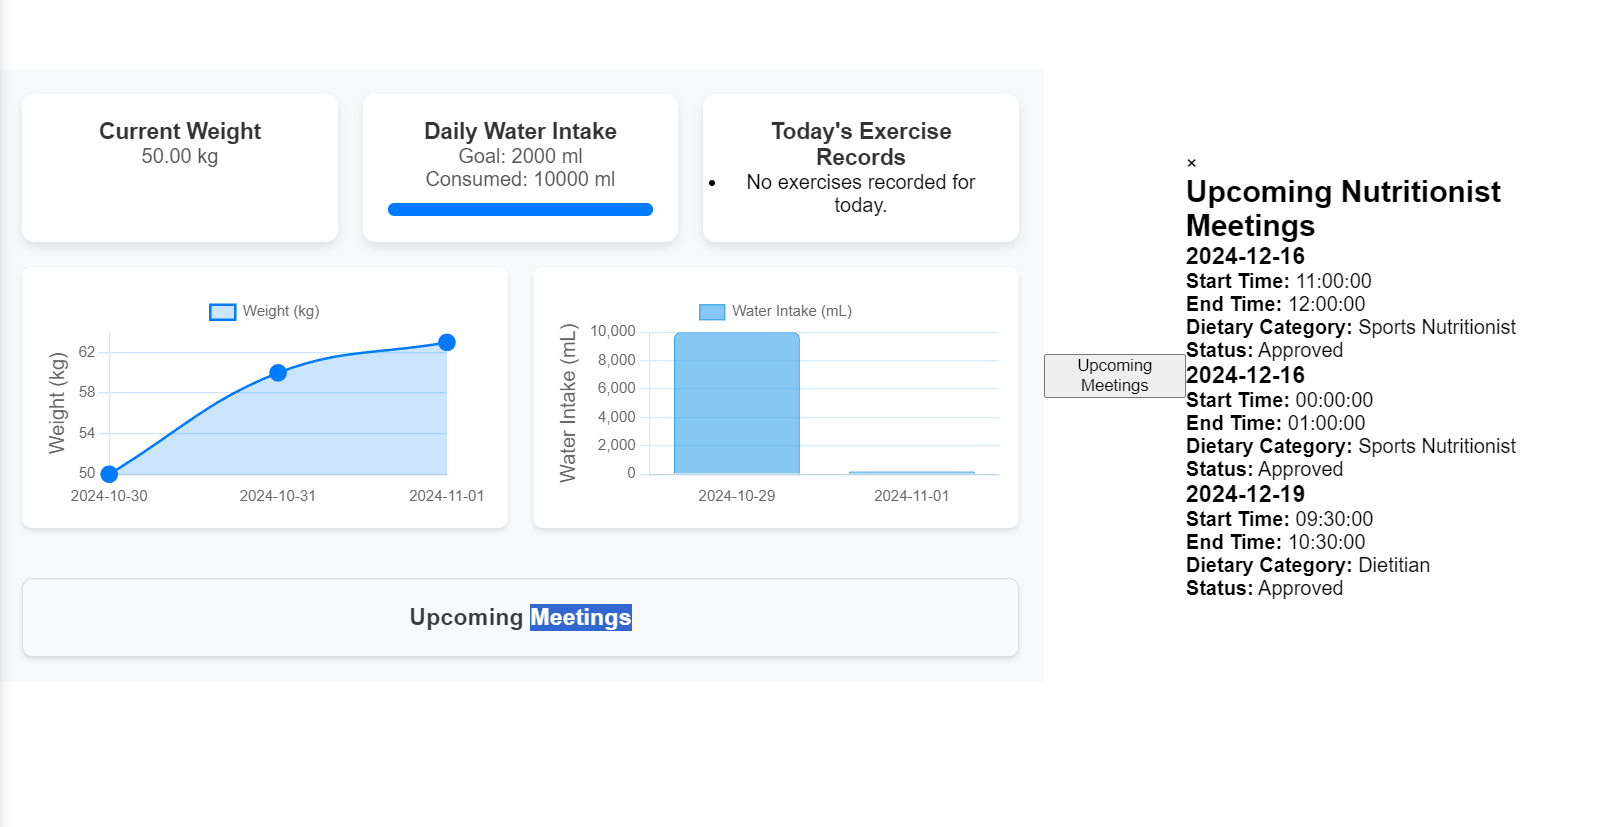 Current Weight
50.00 kg
Daily Water Intake
Goal: 2000 ml
Consumed: 10000 ml
Today's Exercise
Records
• No exercises recorded for
today.
Weight (kg)
Weight (kg)
62
58
54
50
2024-10-30
2024-10-31
2024-11-01
Water Intake (mL)
Water Intake (mL)
10,000
8,000
6,000
4,000
2,000
0
2024-10-29
2024-11-01
Upcoming Meetings
Upcoming
Meetings
×
Upcoming Nutritionist
Meetings
2024-12-16
Start Time: 11:00:00
End Time: 12:00:00
Dietary Category: Sports Nutritionist
Status: Approved
2024-12-16
Start Time: 00:00:00
End Time: 01:00:00
Dietary Category: Sports Nutritionist
Status: Approved
2024-12-19
Start Time: 09:30:00
End Time: 10:30:00
Dietary Category: Dietitian
Status: Approved